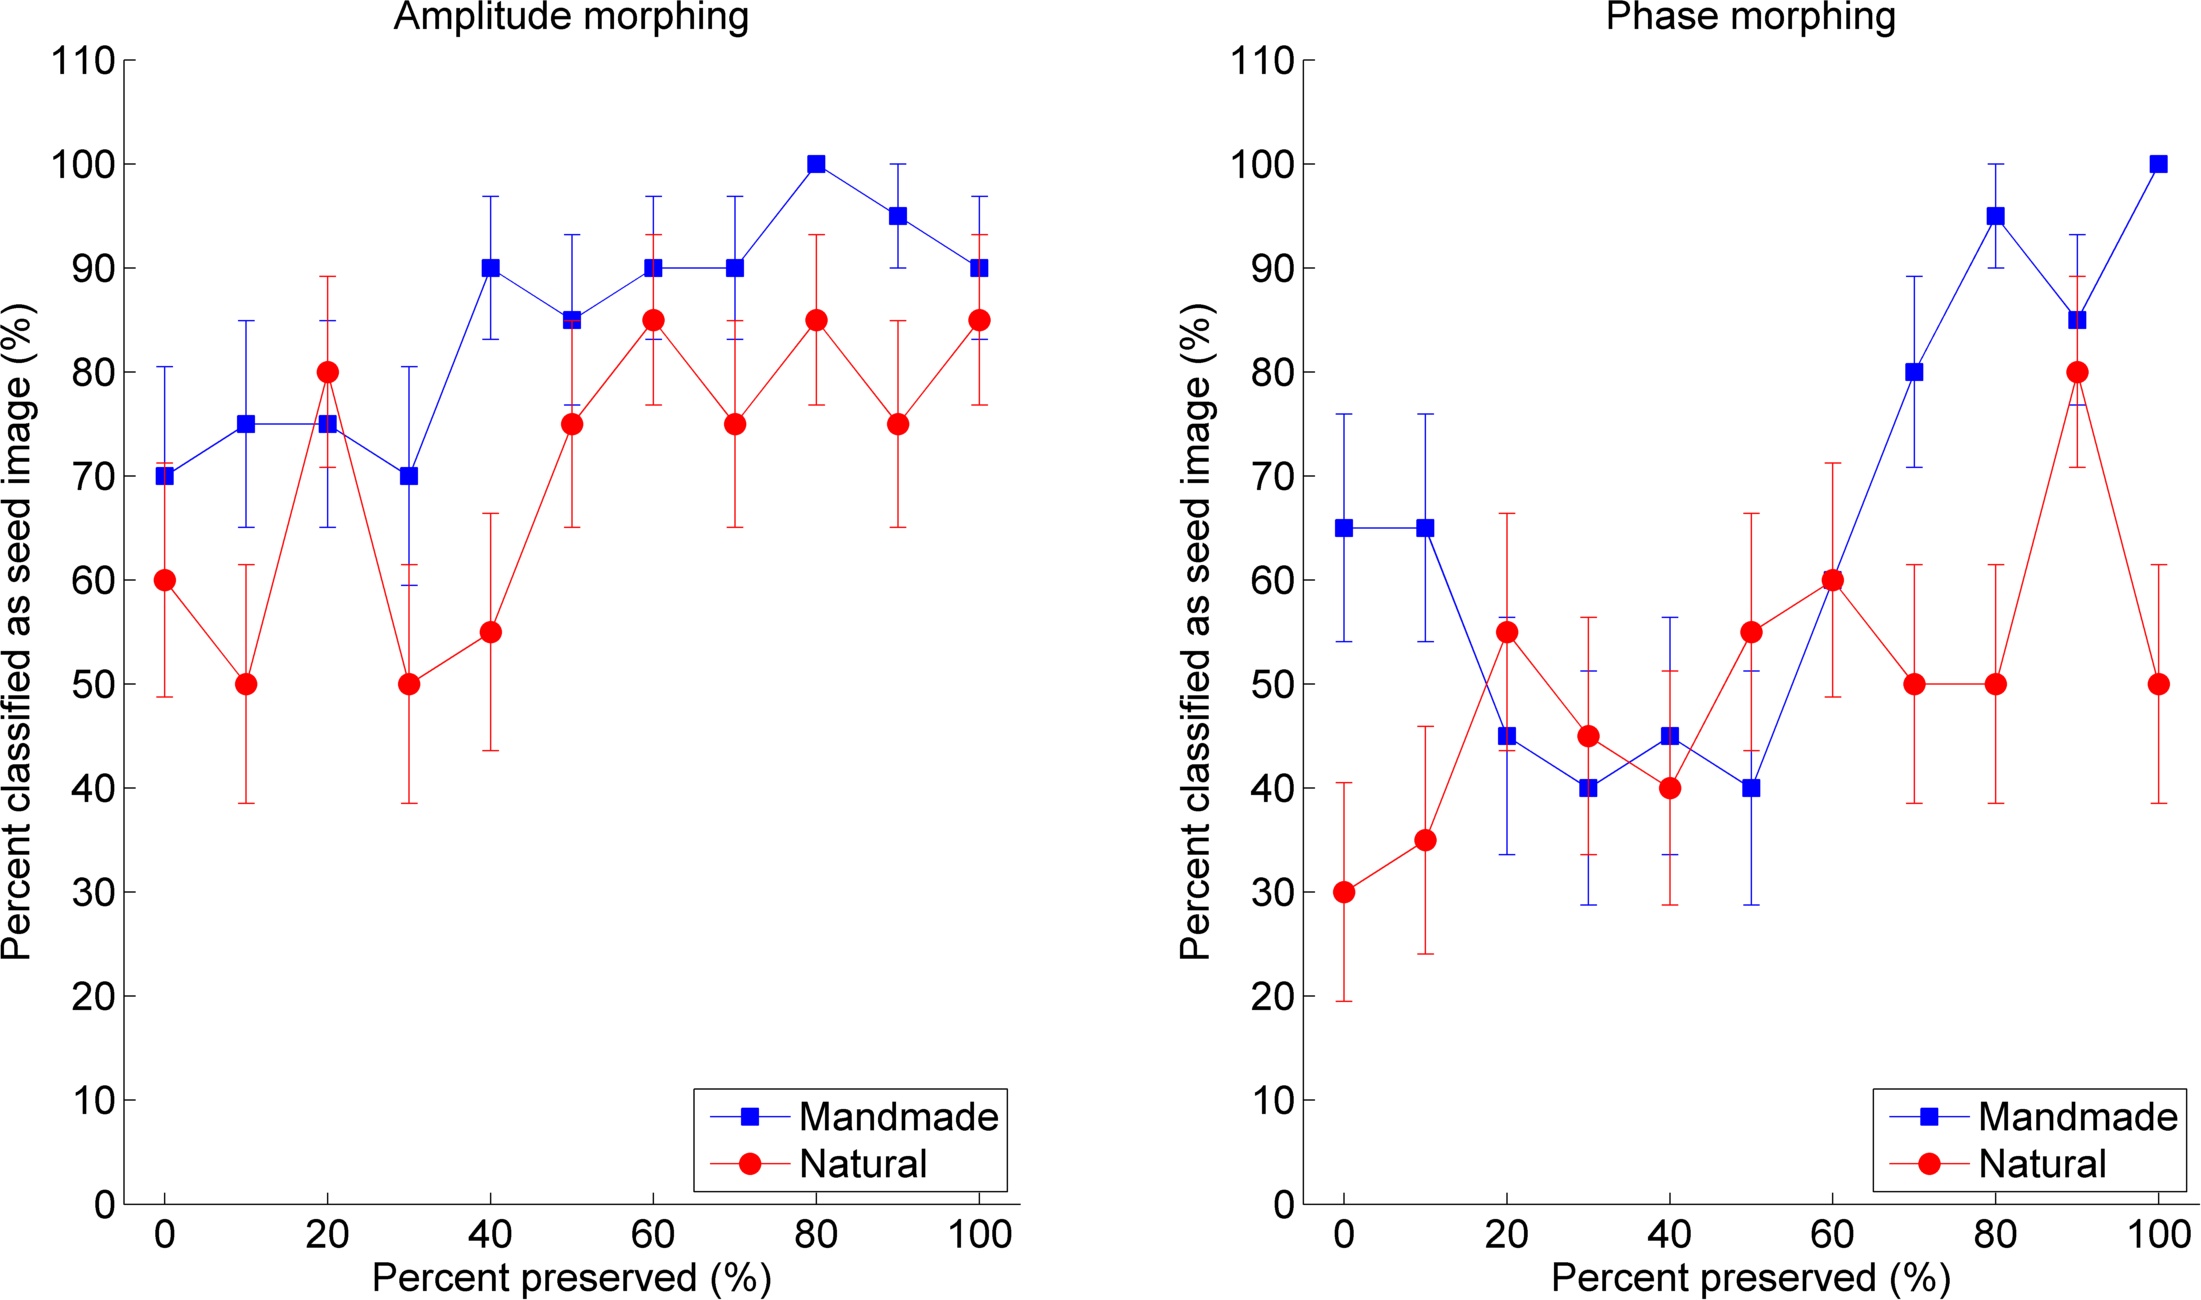 Amplitude morphing
110
100
90
80
70
60
50
40
30
20
10
0
Percent classified as seed image (%)
0 20 40 60 80 100
Percent preserved (%)
Mandmade
Natural
Phase morphing
110
100
90
80
70
60
50
40
30
20
10
0
Percent classified as seed image (%)
0 20 40 60 80 100
Percent preserved (%)
Mandmade
Natural